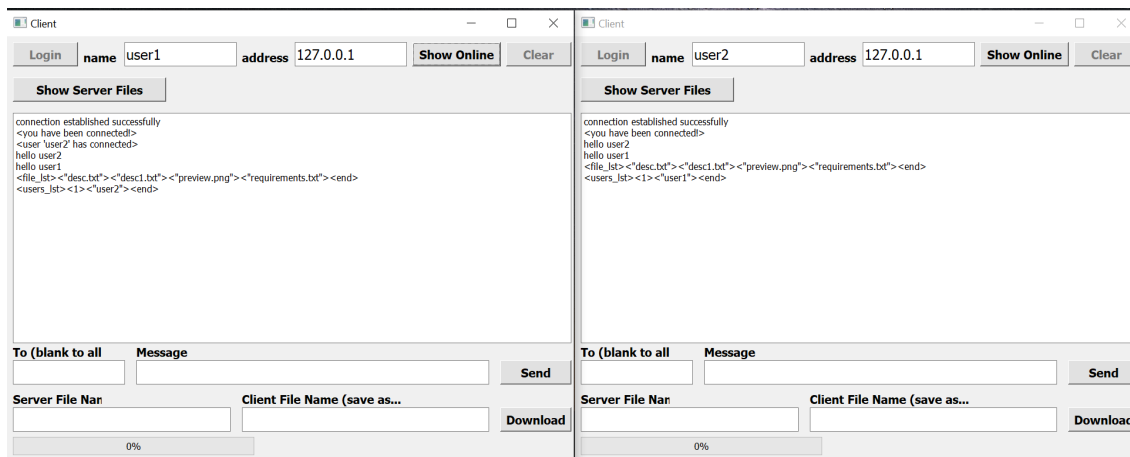 Client
Login name user1 address 127.0.0.1 Show Online Clear
Show Server Files
connection established successfully
<you have been connected!>
<user 'user2' has connected>
hello user2
hello user1
<file_lst><"desc.txt"><"desc1.txt"><"preview.png"><"requirements.txt"><end>
<users_lst><1><"user2"><end>
To (blank to all Message
Send
Server File Nar Client File Name (save as...
Download
0%
Client
Login name user2 address 127.0.0.1 Show Online Clear
Show Server Files
connection established successfully
<you have been connected!>
hello user2
hello user1
<file_lst><"desc.txt"><"desc1.txt"><"preview.png"><"requirements.txt"><end>
<users_lst><1><"user1"><end>
To (blank to all Message
Send
Server File Nar Client File Name (save as...
Download
0%